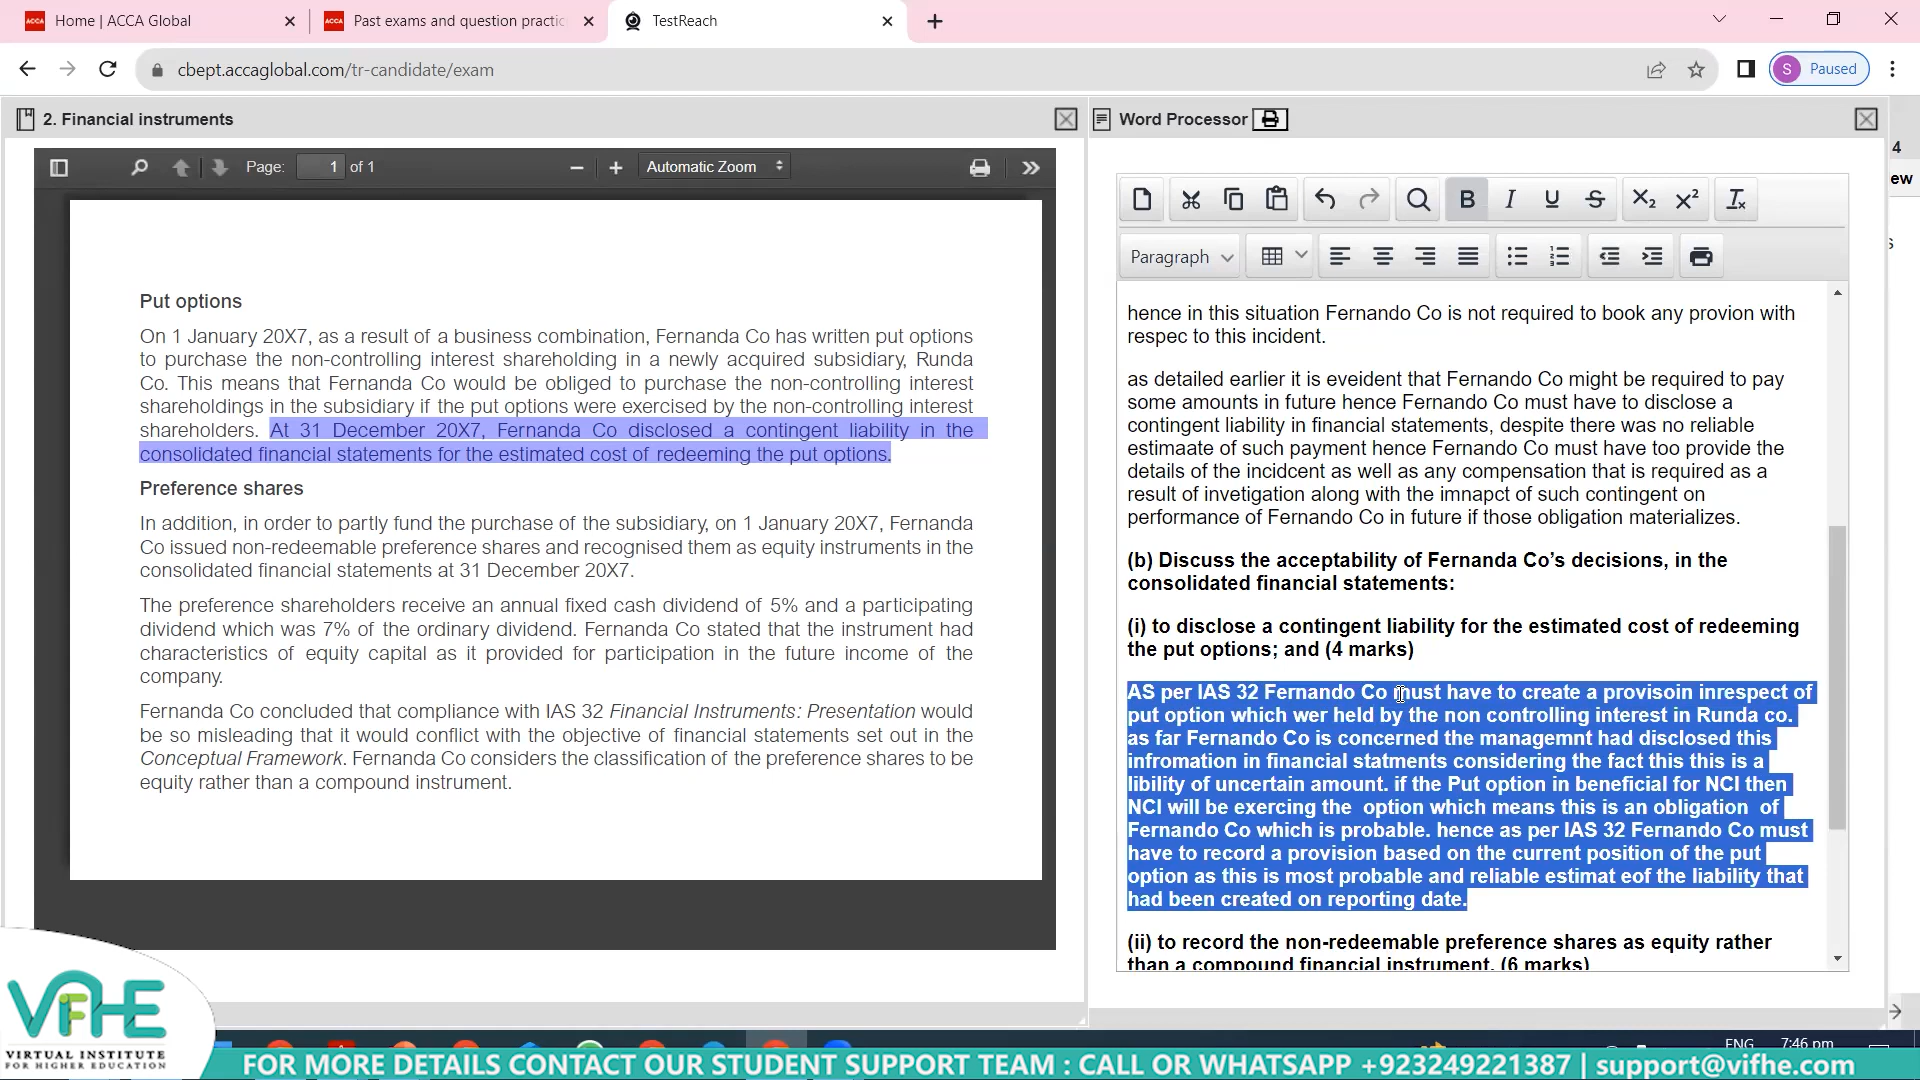 Home | ACCA Global
Past exams and question practic
TestReach
cbept.accaglobal.com/tr-candidate/exam
S Paused
2. Financial instruments
Word Processor
4
ew
Page: 1 of 1
Automatic Zoom
Paragraph
Put options
On 1 January 20X7, as a result of a business combination, Fernanda Co has written put options
to purchase the non-controlling interest shareholding in a newly acquired subsidiary, Runda
Co. This means that Fernanda Co would be obliged to purchase the non-controlling interest
shareholdings in the subsidiary if the put options were exercised by the non-controlling interest
shareholders. At 31 December 20X7, Fernanda Co disclosed a contingent liability in the
consolidated financial statements for the estimated cost of redeeming the put options.
Preference shares
In addition, in order to partly fund the purchase of the subsidiary, on 1 January 20X7, Fernanda
Co issued non-redeemable preference shares and recognised them as equity instruments in the
consolidated financial statements at 31 December 20X7.
The preference shareholders receive an annual fixed cash dividend of 5% and a participating
dividend which was 7% of the ordinary dividend. Fernanda Co stated that the instrument had
characteristics of equity capital as it provided for participation in the future income of the
company.
Fernanda Co concluded that compliance with IAS 32 Financial Instruments: Presentation would
be so misleading that it would conflict with the objective of financial statements set out in the
Conceptual Framework. Fernanda Co considers the classification of the preference shares to be
equity rather than a compound instrument.
hence in this situation Fernando Co is not required to book any provion with
respec to this incident.
as detailed earlier it is eveident that Fernando Co might be required to pay
some amounts in future hence Fernando Co must have to disclose a
contingent liability in financial statements, despite there was no reliable
estimaate of such payment hence Fernando Co must have too provide the
details of the incidcent as well as any compensation that is required as a
result of invetigation along with the imnapct of such contingent on
performance of Fernando Co in future if those obligation materializes.
(b) Discuss the acceptability of Fernanda Co’s decisions, in the
consolidated financial statements:
(i) to disclose a contingent liability for the estimated cost of redeeming
the put options; and (4 marks)
AS per IAS 32 Fernando Co must have to create a provisoin inrespect of
put option which wer held by the non controlling interest in Runda co.
as far Fernando Co is concerned the managemnt had disclosed this
infromation in financial statments considering the fact this this is a
libility of uncertain amount. if the Put option in beneficial for NCI then
NCI will be exercing the option which means this is an obligation of
Fernando Co which is probable. hence as per IAS 32 Fernando Co must
have to record a provision based on the current position of the put
option as this is most probable and reliable estimat eof the liability that
had been created on reporting date.
(ii) to record the non-redeemable preference shares as equity rather
than a compound financial instrument. (6 marks)
ENG
7:46 pm
VIFHE
VIRTUAL INSTITUTE
FOR HIGHER EDUCATION
FOR MORE DETAILS CONTACT OUR STUDENT SUPPORT TEAM : CALL OR WHATSAPP +923249221387 | support@vifhe.com